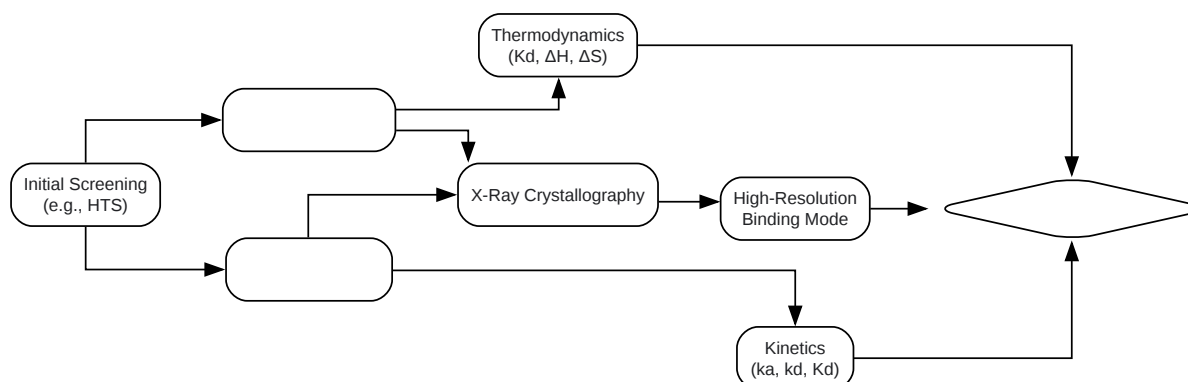 Thermodynamics
(Kd, ΔH, ΔS)
Initial Screening
(e.g., HTS)
X-Ray Crystallography
High-Resolution
Binding Mode
Kinetics
(ka, kd, Kd)